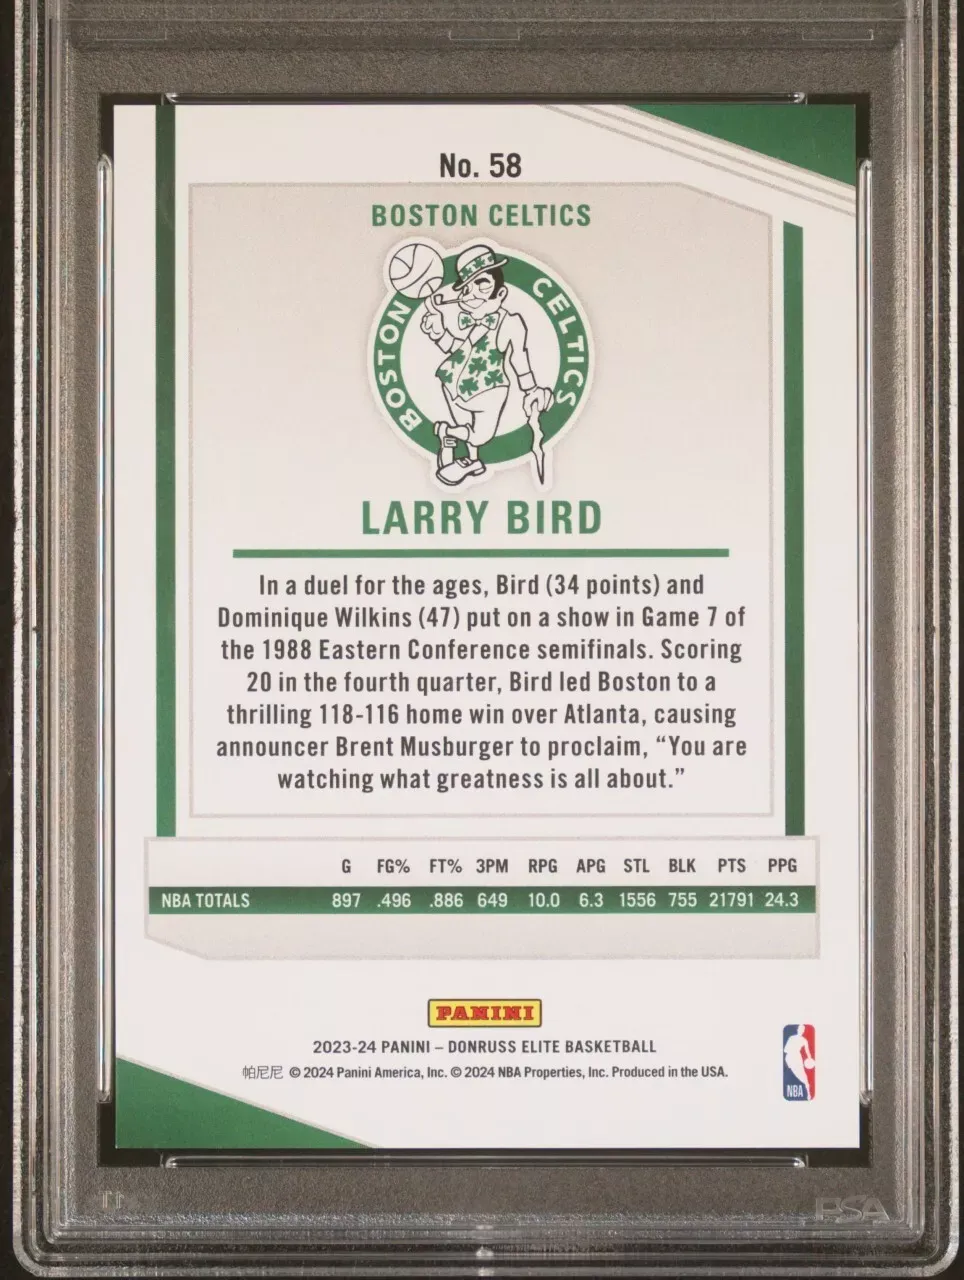 No. 58
BOSTON CELTICS
BOSTON CELTICS
LARRY BIRD
In a duel for the ages, Bird (34 points) and
Dominique Wilkins (47) put on a show in Game 7 of
the 1988 Eastern Conference semifinals. Scoring
20 in the fourth quarter, Bird led Boston to a
thrilling 118-116 home win over Atlanta, causing
announcer Brent Musburger to proclaim, “You are
watching what greatness is all about.”
G FG% FT% 3PM RPG APG STL BLK PTS PPG
NBA TOTALS 897 .496 .886 649 10.0 6.3 1556 755 21791 24.3
PANINI
2023-24 PANINI – DONRUSS ELITE BASKETBALL
帕尼尼 © 2024 Panini America, Inc. © 2024 NBA Properties, Inc. Produced in the USA.
NBA
PSA